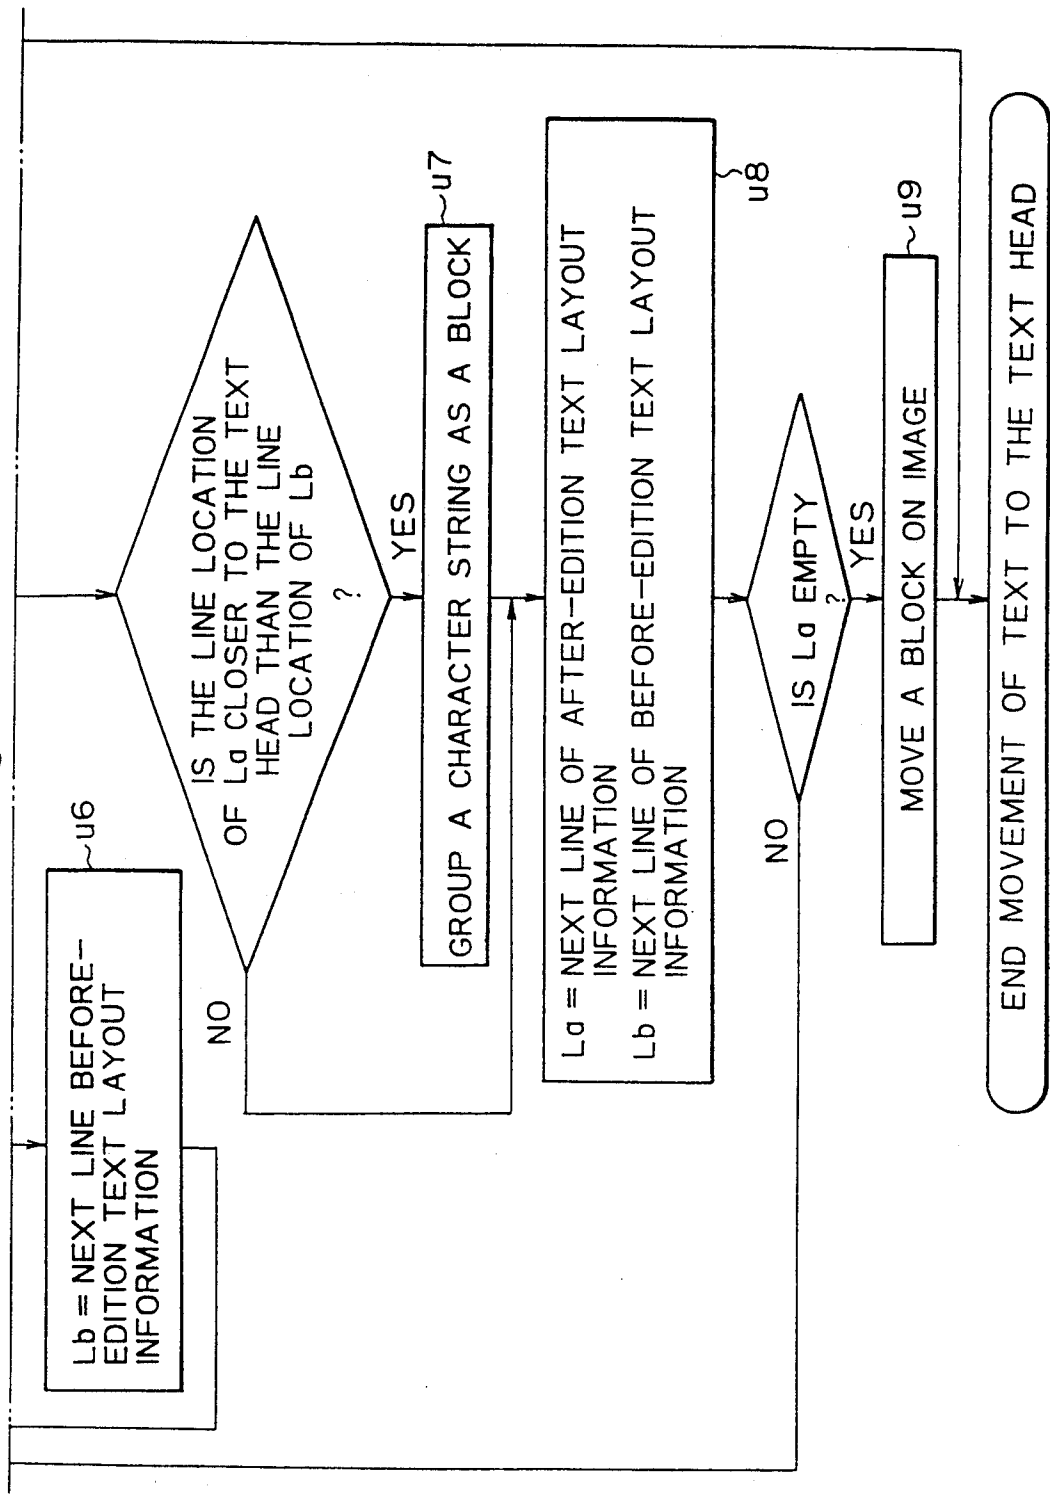 Lb = NEXT LINE BEFORE-
EDITION TEXT LAYOUT
INFORMATION
u6
IS THE LINE LOCATION
OF La CLOSER TO THE TEXT
HEAD THAN THE LINE
LOCATION OF Lb
?
NO
YES
GROUP A CHARACTER STRING AS A BLOCK
u7
La = NEXT LINE OF AFTER-EDITION TEXT LAYOUT
INFORMATION
Lb = NEXT LINE OF BEFORE-EDITION TEXT LAYOUT
INFORMATION
u8
IS La EMPTY
?
NO
YES
MOVE A BLOCK ON IMAGE
u9
END MOVEMENT OF TEXT TO THE TEXT HEAD